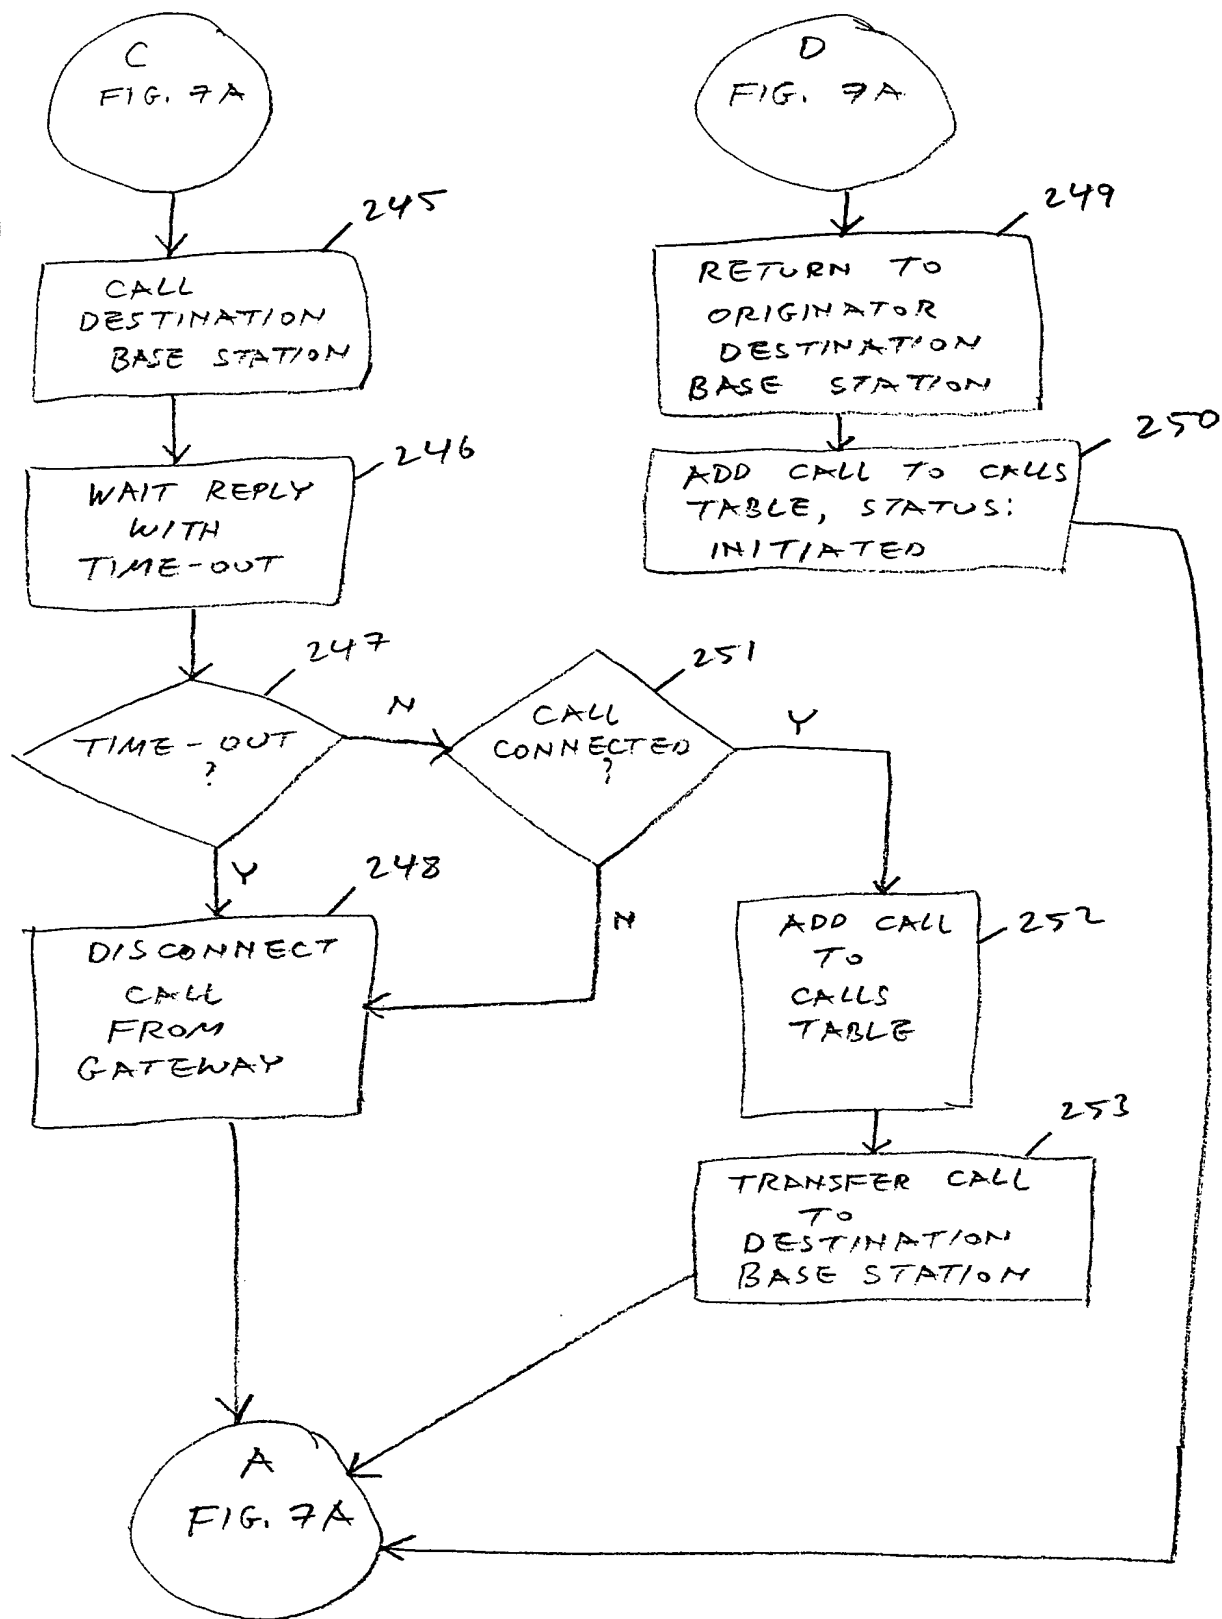 C
FIG. 7A
D
FIG. 7A
245
CALL
DESTINATION
BASE STATION
249
RETURN TO
ORIGINATOR
DESTINATION
BASE STATION
246
WAIT REPLY
WITH
TIME-OUT
250
ADD CALL TO CALLS
TABLE, STATUS:
INITIATED
247
TIME-OUT
?
N
Y
251
CALL
CONNECTED
?
Y
N
248
DISCONNECT
CALL
FROM
GATEWAY
252
ADD CALL
TO
CALLS
TABLE
253
TRANSFER CALL
TO
DESTINATION
BASE STATION
A
FIG. 7A